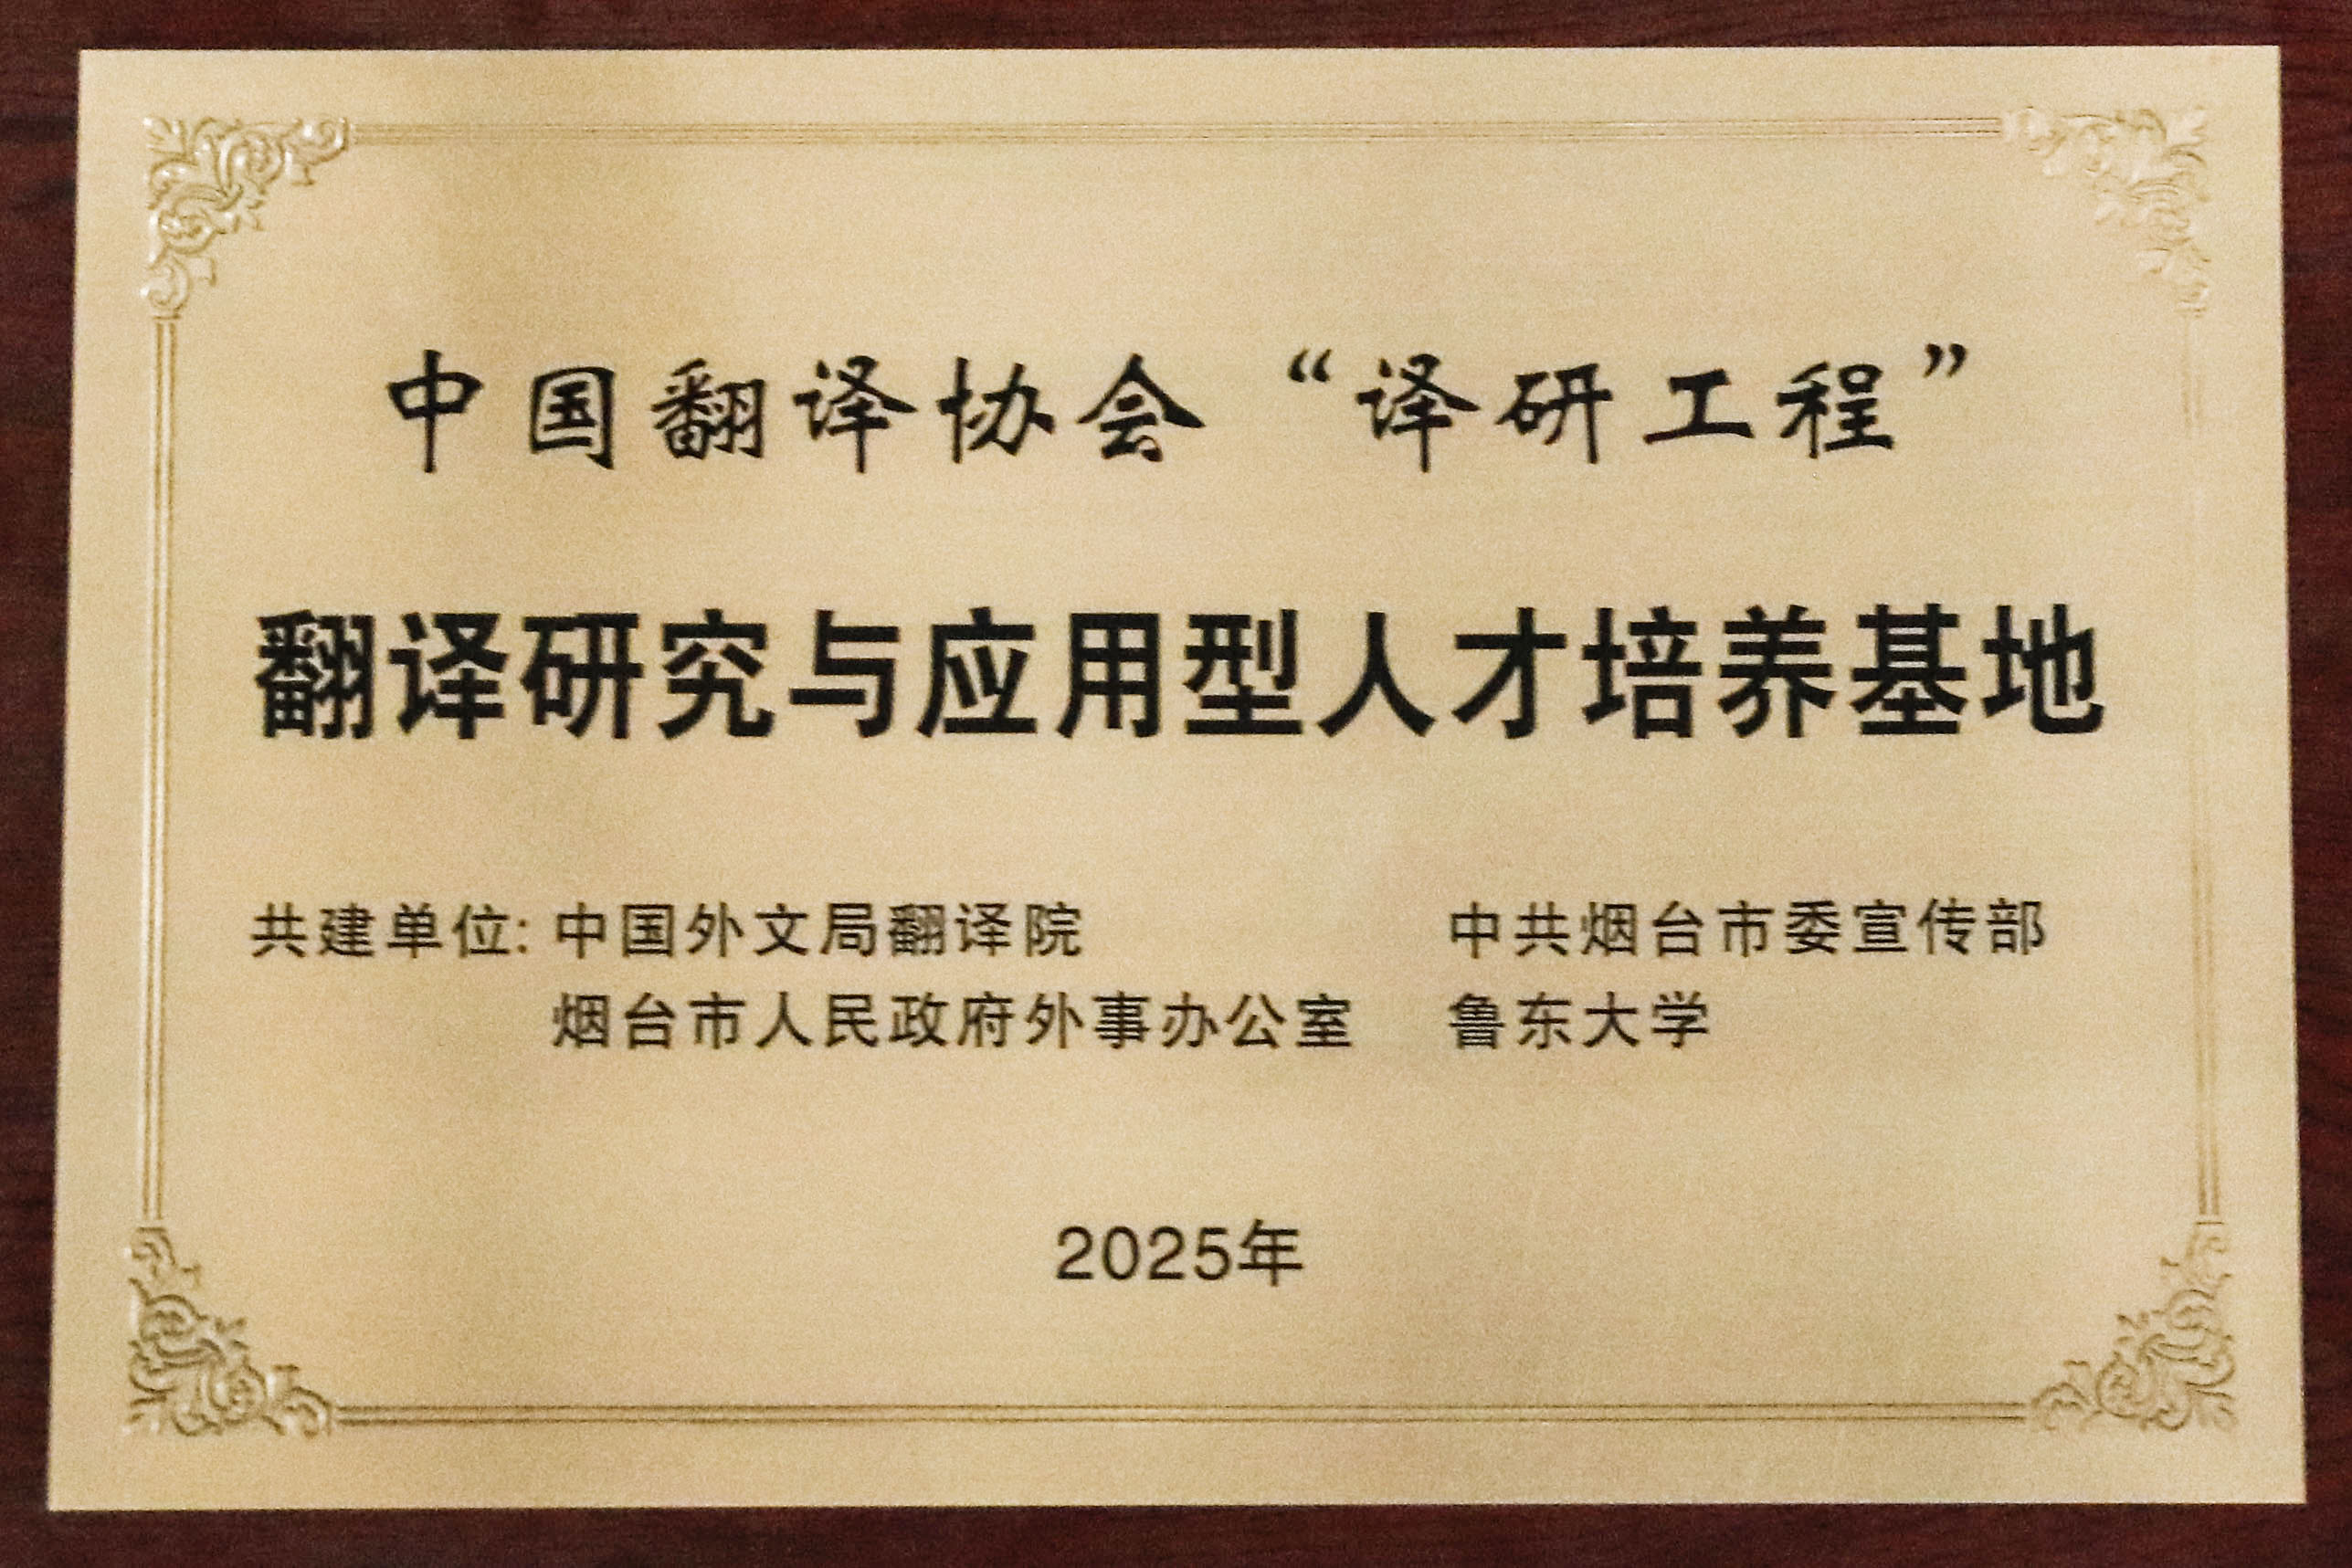 中国翻译协会“译研工程”
翻译研究与应用型人才培养基地
共建单位: 中国外文局翻译院 中共烟台市委宣传部
烟台市人民政府外事办公室 鲁东大学
2025年